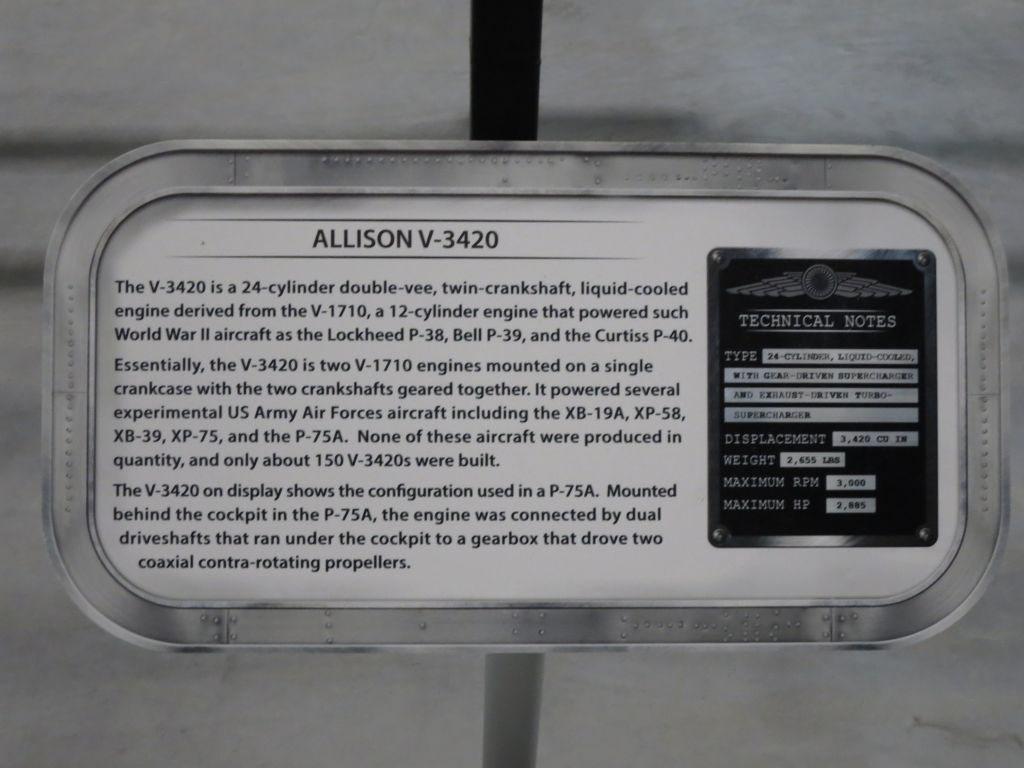 ALLISON V-3420
The V-3420 is a 24-cylinder double-vee, twin-crankshaft, liquid-cooled
engine derived from the V-1710, a 12-cylinder engine that powered such
World War II aircraft as the Lockheed P-38, Bell P-39, and the Curtiss P-40.
Essentially, the V-3420 is two V-1710 engines mounted on a single
crankcase with the two crankshafts geared together. It powered several
experimental US Army Air Forces aircraft including the XB-19A, XP-58,
XB-39, XP-75, and the P-75A. None of these aircraft were produced in
quantity, and only about 150 V-3420s were built.
The V-3420 on display shows the configuration used in a P-75A. Mounted
behind the cockpit in the P-75A, the engine was connected by dual
driveshafts that ran under the cockpit to a gearbox that drove two
coaxial contra-rotating propellers.
TECHNICAL NOTES
TYPE 24-CYLINDER, LIQUID-COOLED,
WITH GEAR-DRIVEN SUPERCHARGER
AND EXHAUST-DRIVEN TURBO-
SUPERCHARGER
DISPLACEMENT 3,420 CU IN
WEIGHT 2,655 LBS
MAXIMUM RPM 3,000
MAXIMUM HP 2,885